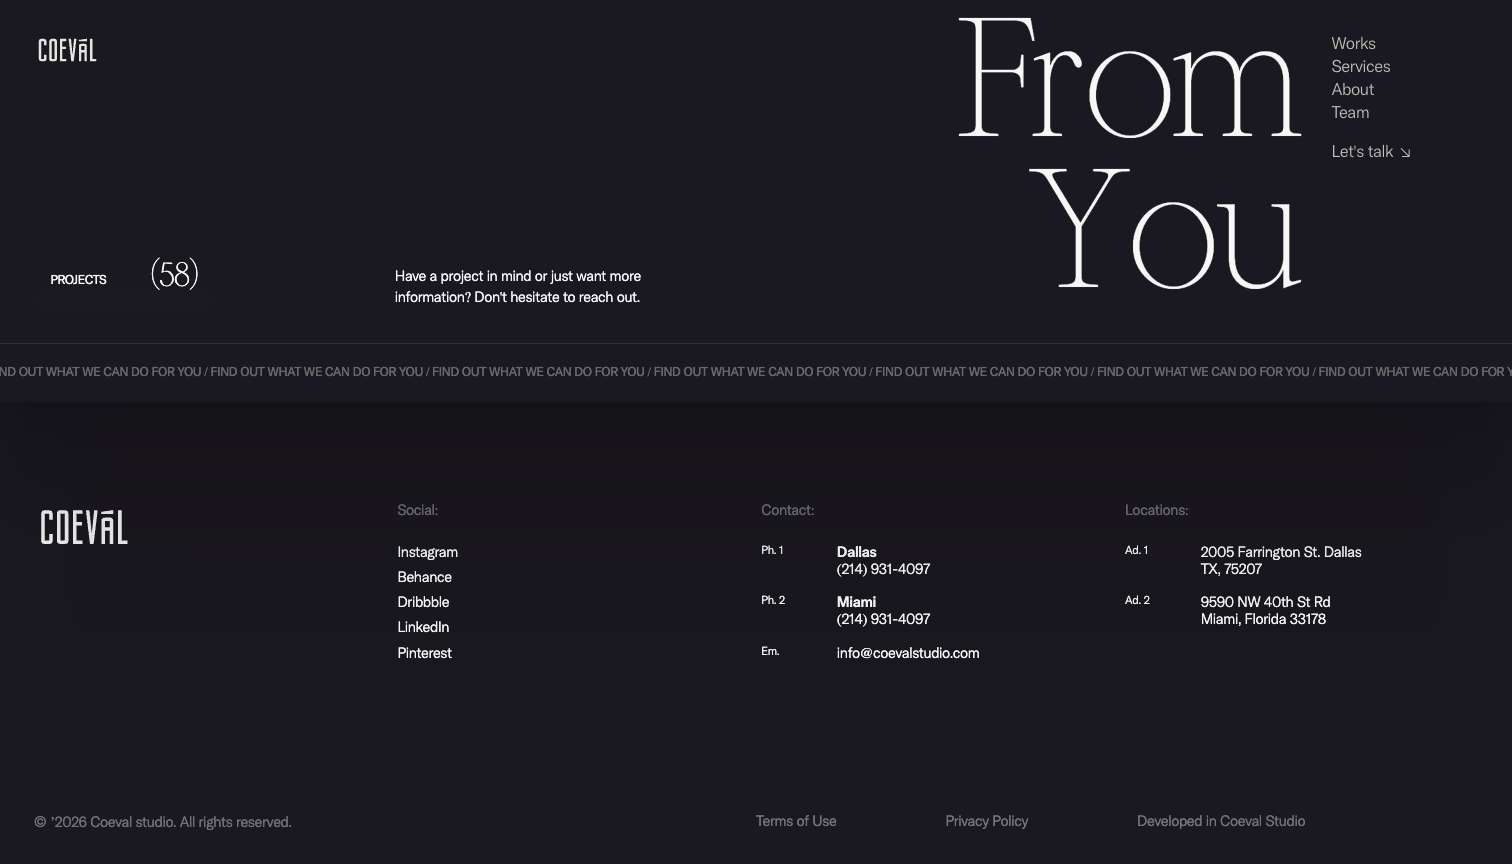 COEVÁL
From
You
Works
Services
About
Team
Let's talk ↘
PROJECTS (58)
Have a project in mind or just want more
information? Don't hesitate to reach out.
ND OUT WHAT WE CAN DO FOR YOU / FIND OUT WHAT WE CAN DO FOR YOU / FIND OUT WHAT WE CAN DO FOR YOU / FIND OUT WHAT WE CAN DO FOR YOU / FIND OUT WHAT WE CAN DO FOR YOU / FIND OUT WHAT WE CAN DO FOR YOU / FIND OUT WHAT WE CAN DO FOR Y
COEVÁL
Social:
Instagram
Behance
Dribbble
LinkedIn
Pinterest
Contact:
Ph. 1 Dallas
(214) 931-4097
Ph. 2 Miami
(214) 931-4097
Em. info@coevalstudio.com
Locations:
Ad. 1 2005 Farrington St. Dallas
TX, 75207
Ad. 2 9590 NW 40th St Rd
Miami, Florida 33178
© ’2026 Coeval studio. All rights reserved.
Terms of Use
Privacy Policy
Developed in Coeval Studio